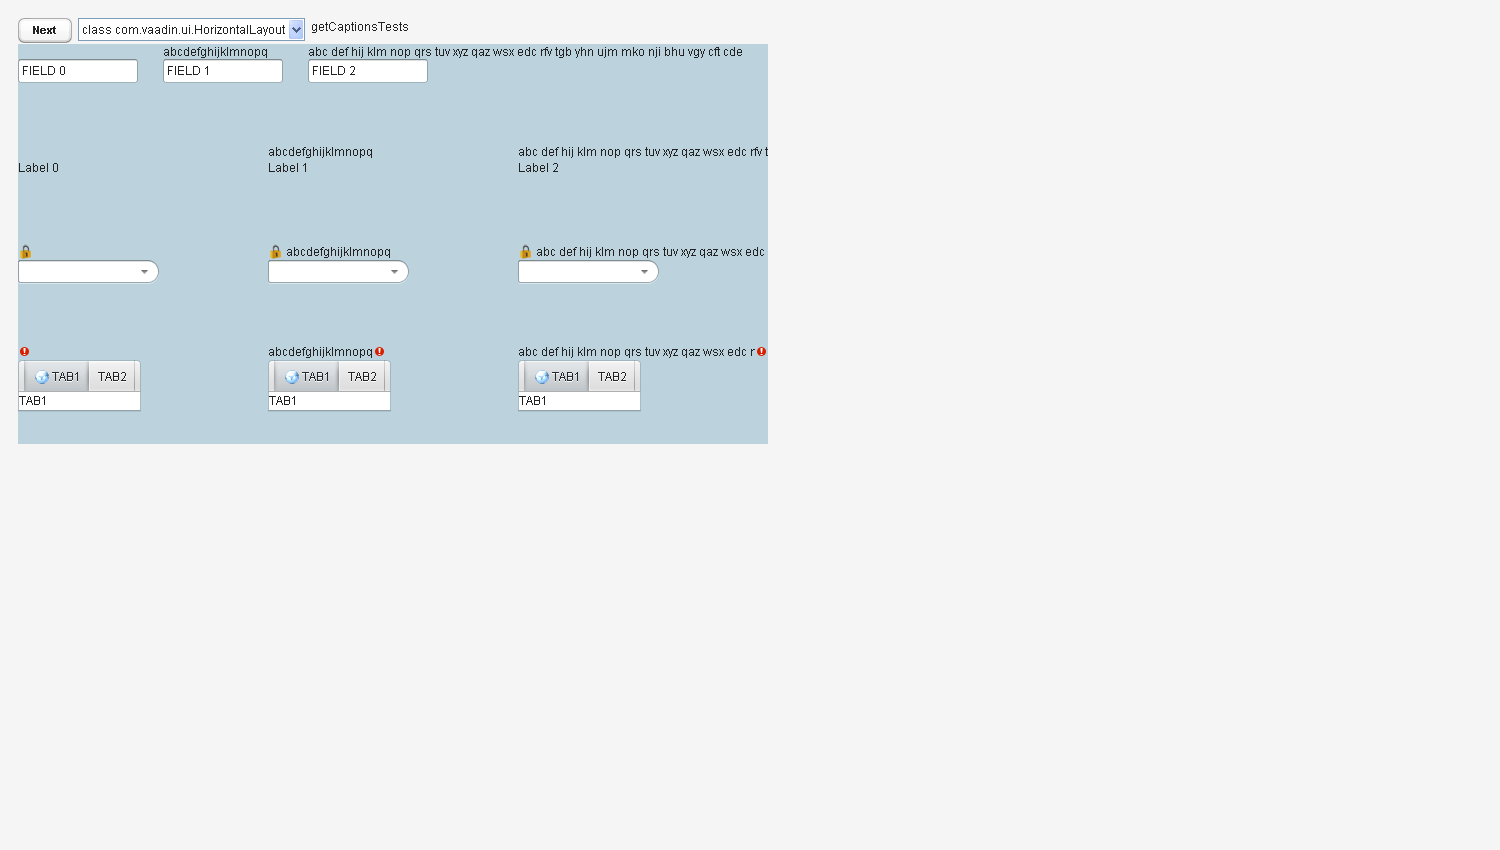 Next class com.vaadin.ui.HorizontalLayout getCaptionsTests
abcdefghijklmnopq abc def hij klm nop qrs tuv xyz qaz wsx edc rfv tgb yhn ujm mko nji bhu vgy cft cde
FIELD 0 FIELD 1 FIELD 2
abcdefghijklmnopq abc def hij klm nop qrs tuv xyz qaz wsx edc rfv t
Label 0 Label 1 Label 2
abcdefghijklmnopq abc def hij klm nop qrs tuv xyz qaz wsx edc
abcdefghijklmnopq abc def hij klm nop qrs tuv xyz qaz wsx edc r
TAB1 TAB2 TAB1 TAB2 TAB1 TAB2
TAB1 TAB1 TAB1